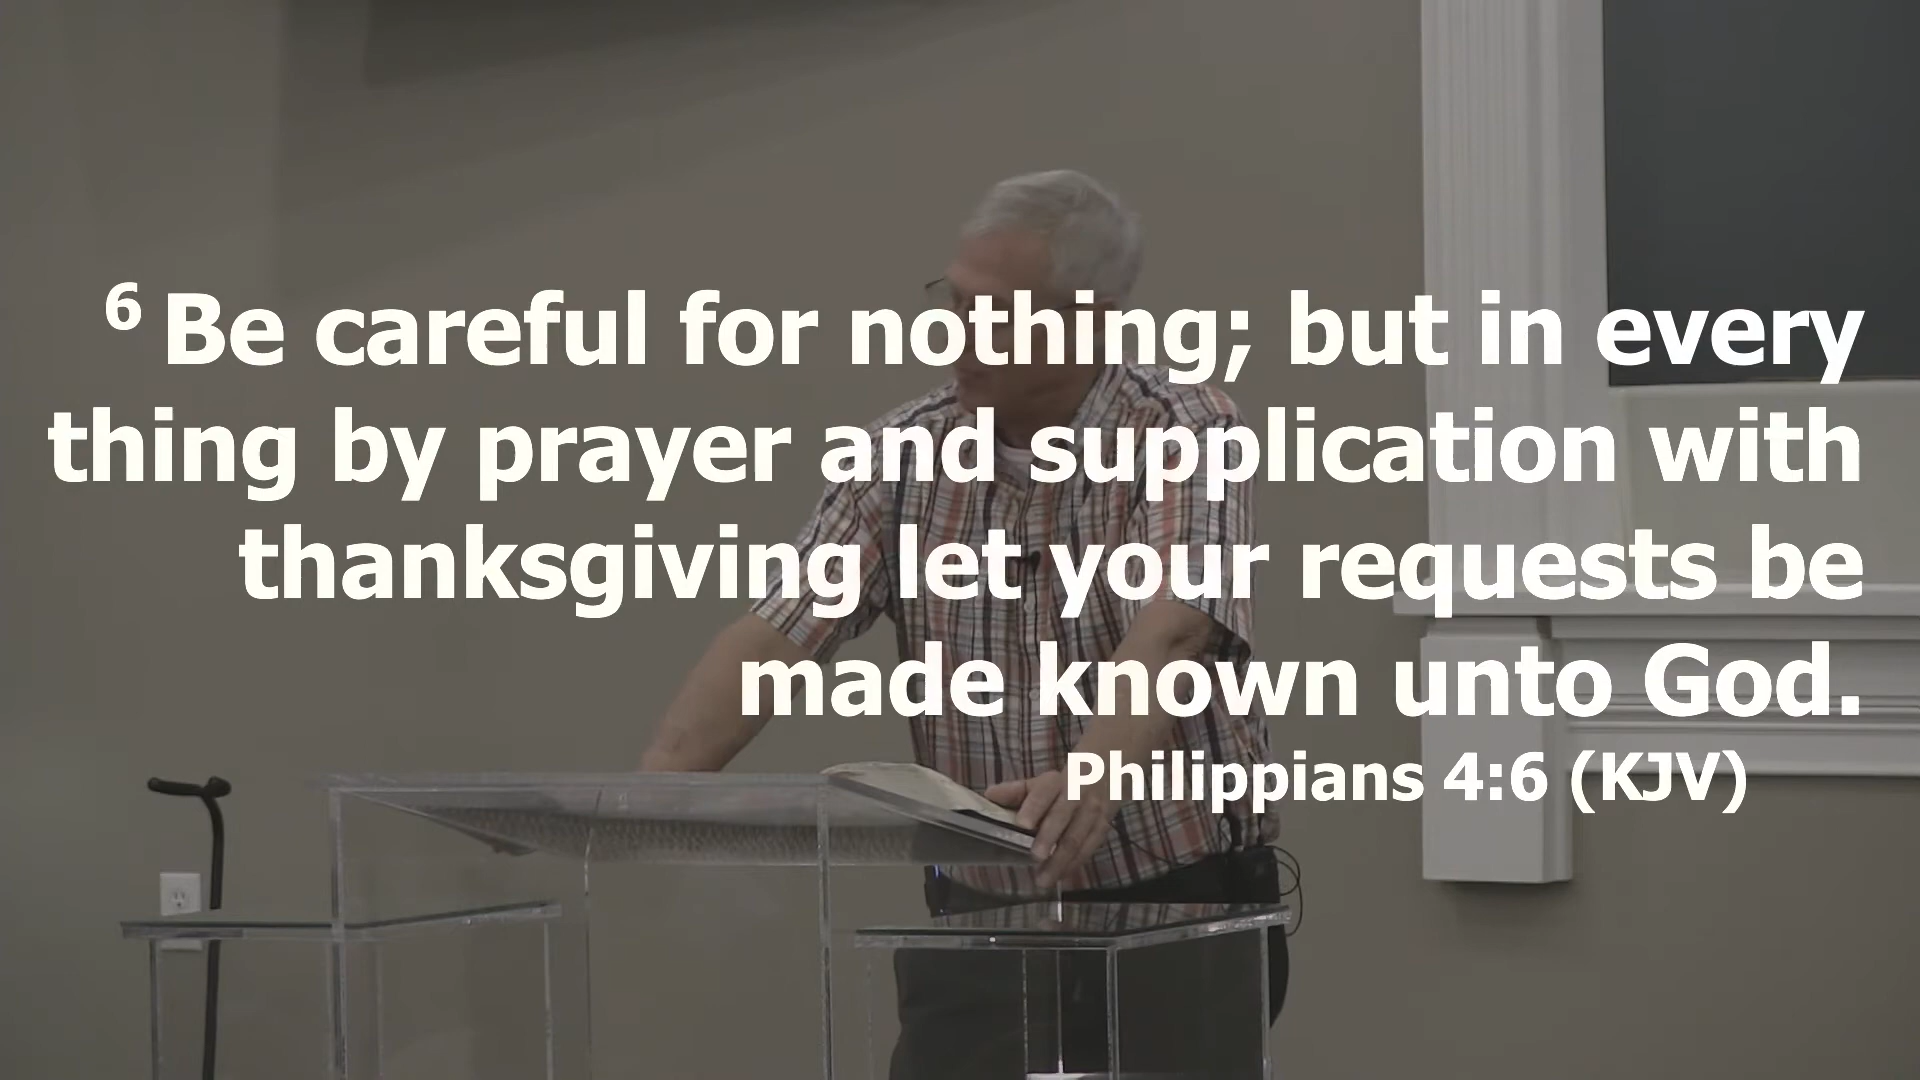 6 Be careful for nothing; but in every
thing by prayer and supplication with
thanksgiving let your requests be
made known unto God.
Philippians 4:6 (KJV)